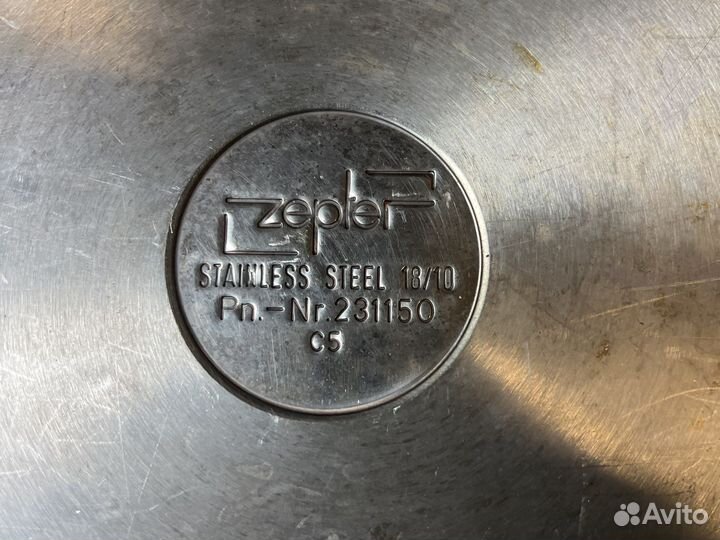 zepter
STAINLESS STEEL 18/10
Pn.-Nr.231150
C5
Avito